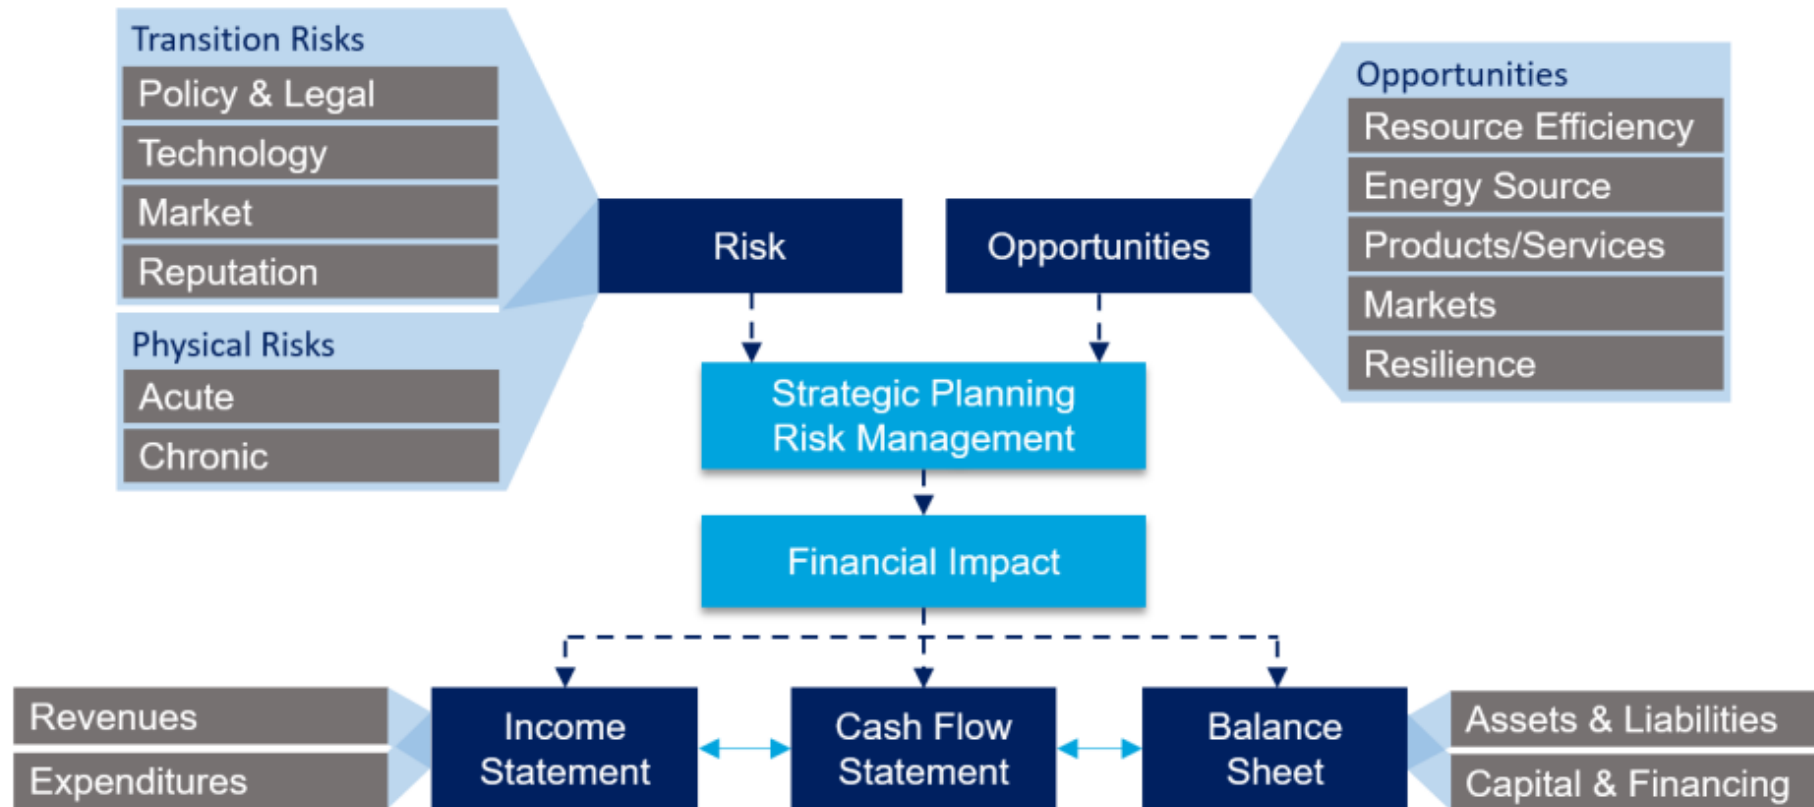 Transition Risks
Policy & Legal
Technology
Market
Reputation
Physical Risks
Acute
Chronic
Risk
Opportunities
Opportunities
Resource Efficiency
Energy Source
Products/Services
Markets
Resilience
Strategic Planning
Risk Management
Financial Impact
Revenues
Expenditures
Income
Statement
Cash Flow
Statement
Balance
Sheet
Assets & Liabilities
Capital & Financing